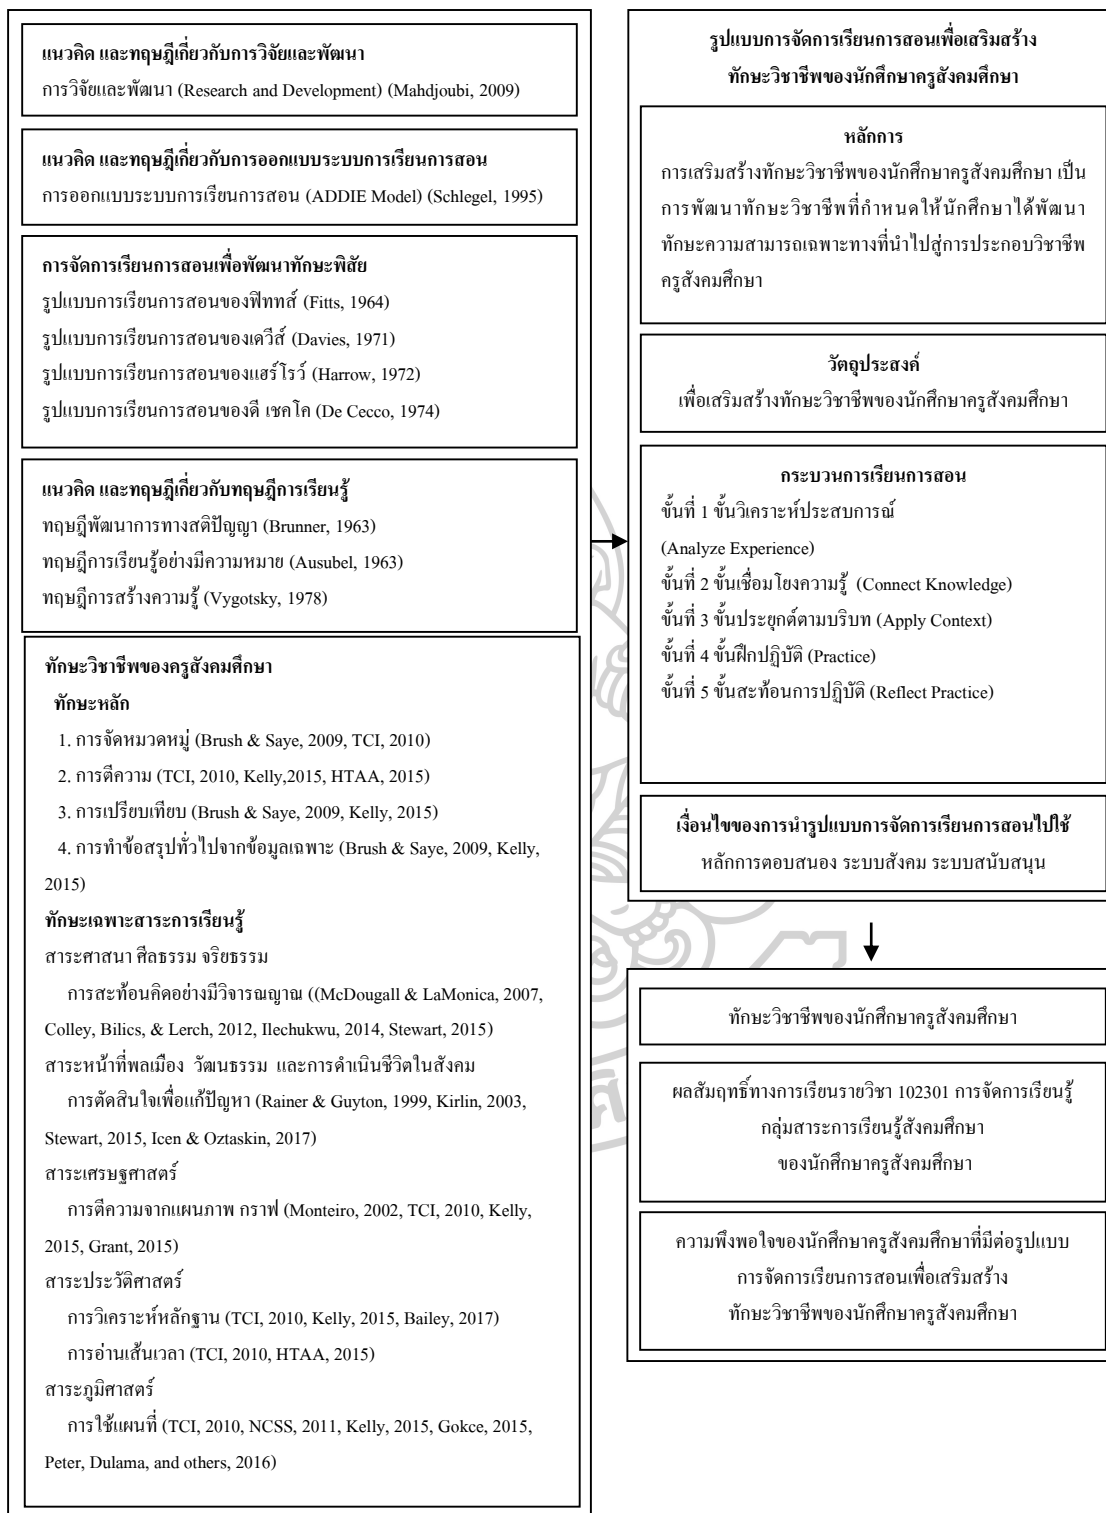 แนวคิด และทฤษฎีเกี่ยวกับการวิจัยและพัฒนา
การวิจัยและพัฒนา (Research and Development) (Mahdjoubi, 2009)
แนวคิด และทฤษฎีเกี่ยวกับการออกแบบระบบการเรียนการสอน
การออกแบบระบบการเรียนการสอน (ADDIE Model) (Schlegel, 1995)
การจัดการเรียนการสอนเพื่อพัฒนาทักษะพิสัย
รูปแบบการเรียนการสอนของฟิททส์ (Fitts, 1964)
รูปแบบการเรียนการสอนของเดวีส์ (Davies, 1971)
รูปแบบการเรียนการสอนของแฮร์โรว์ (Harrow, 1972)
รูปแบบการเรียนการสอนของดี เชคโค (De Cecco, 1974)
แนวคิด และทฤษฎีเกี่ยวกับทฤษฎีการเรียนรู้
ทฤษฎีพัฒนาการทางสติปัญญา (Brunner, 1963)
ทฤษฎีการเรียนรู้อย่างมีความหมาย (Ausubel, 1963)
ทฤษฎีการสร้างความรู้ (Vygotsky, 1978)
ทักษะวิชาชีพของครูสังคมศึกษา
ทักษะหลัก
1. การจัดหมวดหมู่ (Brush & Saye, 2009, TCI, 2010)
2. การตีความ (TCI, 2010, Kelly,2015, HTAA, 2015)
3. การเปรียบเทียบ (Brush & Saye, 2009, Kelly, 2015)
4. การทำข้อสรุปทั่วไปจากข้อมูลเฉพาะ (Brush & Saye, 2009, Kelly,
2015)
ทักษะเฉพาะสาระการเรียนรู้
สาระศาสนา ศีลธรรม จริยธรรม
การสะท้อนคิดอย่างมีวิจารณญาณ ((McDougall & LaMonica, 2007,
Colley, Bilics, & Lerch, 2012, Ilechukwu, 2014, Stewart, 2015)
สาระหน้าที่พลเมือง วัฒนธรรม และการดำเนินชีวิตในสังคม
การตัดสินใจเพื่อแก้ปัญหา (Rainer & Guyton, 1999, Kirlin, 2003,
Stewart, 2015, Icen & Oztaskin, 2017)
สาระเศรษฐศาสตร์
การตีความจากแผนภาพ กราฟ (Monteiro, 2002, TCI, 2010, Kelly,
2015, Grant, 2015)
สาระประวัติศาสตร์
การวิเคราะห์หลักฐาน (TCI, 2010, Kelly, 2015, Bailey, 2017)
การอ่านเส้นเวลา (TCI, 2010, HTAA, 2015)
สาระภูมิศาสตร์
การใช้แผนที่ (TCI, 2010, NCSS, 2011, Kelly, 2015, Gokce, 2015,
Peter, Dulama, and others, 2016)
รูปแบบการจัดการเรียนการสอนเพื่อเสริมสร้าง
ทักษะวิชาชีพของนักศึกษาครูสังคมศึกษา
หลักการ
การเสริมสร้างทักษะวิชาชีพของนักศึกษาครูสังคมศึกษา เป็น
การพัฒนาทักษะวิชาชีพที่กำหนดให้นักศึกษาได้พัฒนา
ทักษะความสามารถเฉพาะทางที่นำไปสู่การประกอบวิชาชีพ
ครูสังคมศึกษา
วัตถุประสงค์
เพื่อเสริมสร้างทักษะวิชาชีพของนักศึกษาครูสังคมศึกษา
กระบวนการเรียนการสอน
ขั้นที่ 1 ขั้นวิเคราะห์ประสบการณ์
(Analyze Experience)
ขั้นที่ 2 ขั้นเชื่อมโยงความรู้ (Connect Knowledge)
ขั้นที่ 3 ขั้นประยุกต์ตามบริบท (Apply Context)
ขั้นที่ 4 ขั้นฝึกปฏิบัติ (Practice)
ขั้นที่ 5 ขั้นสะท้อนการปฏิบัติ (Reflect Practice)
เงื่อนไขของการนำรูปแบบการจัดการเรียนการสอนไปใช้
หลักการตอบสนอง ระบบสังคม ระบบสนับสนุน
ทักษะวิชาชีพของนักศึกษาครูสังคมศึกษา
ผลสัมฤทธิ์ทางการเรียนรายวิชา 102301 การจัดการเรียนรู้
กลุ่มสาระการเรียนรู้สังคมศึกษา
ของนักศึกษาครูสังคมศึกษา
ความพึงพอใจของนักศึกษาครูสังคมศึกษาที่มีต่อรูปแบบ
การจัดการเรียนการสอนเพื่อเสริมสร้าง
ทักษะวิชาชีพของนักศึกษาครูสังคมศึกษา